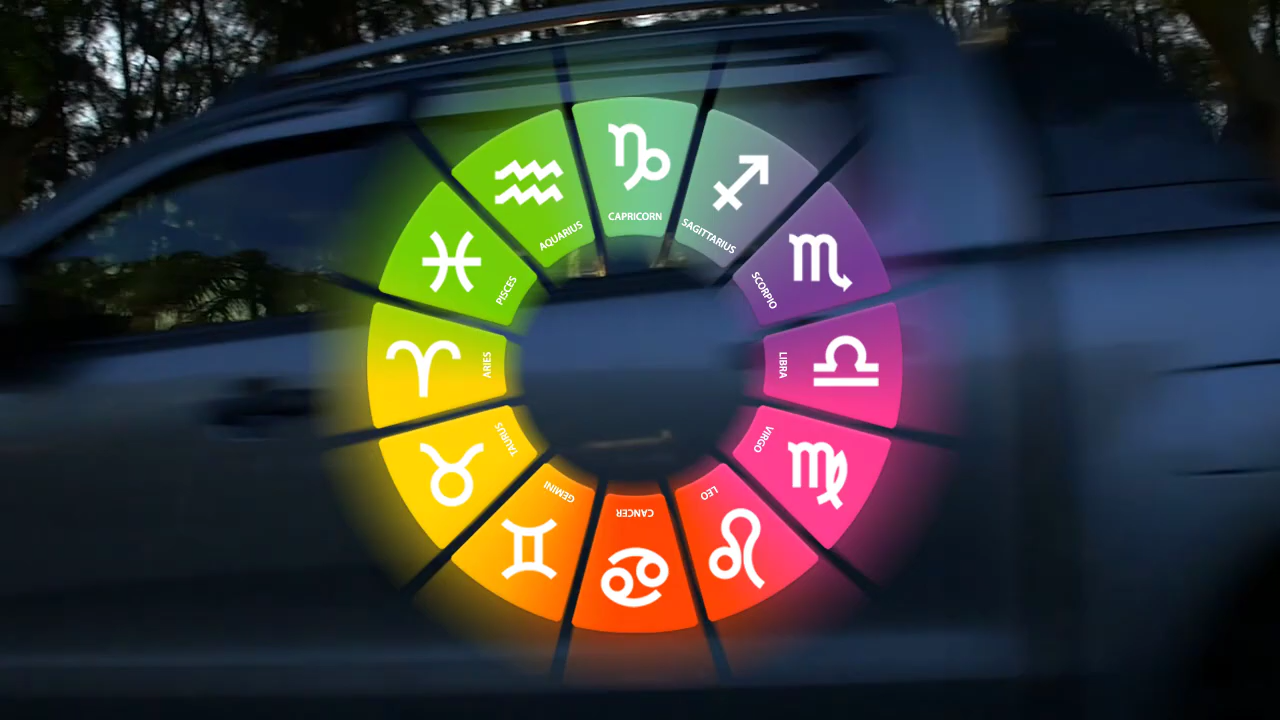 CAPRICORN
SAGITTARIUS
SCORPIO
LIBRA
VIRGO
LEO
CANCER
GEMINI
TAURUS
ARIES
PISCES
AQUARIUS